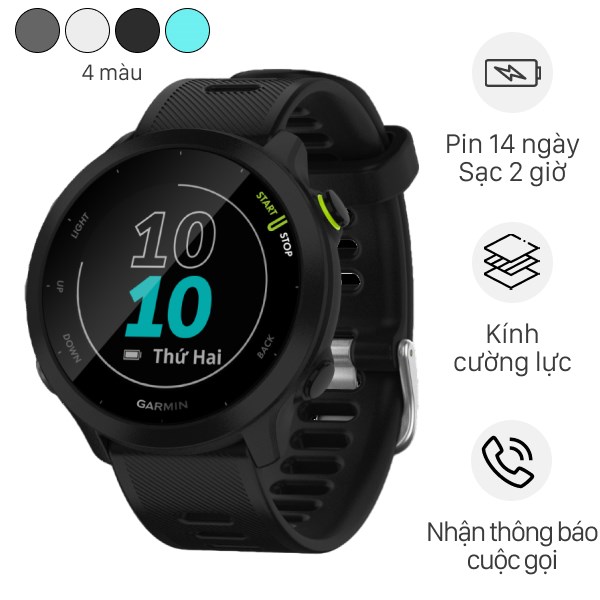 4 màu
Pin 14 ngày
Sạc 2 giờ
LIGHT
START
STOP
UP
10
10
Thứ Hai
DOWN
BACK
GARMIN
Kính
cường lực
Nhận thông báo
cuộc gọi